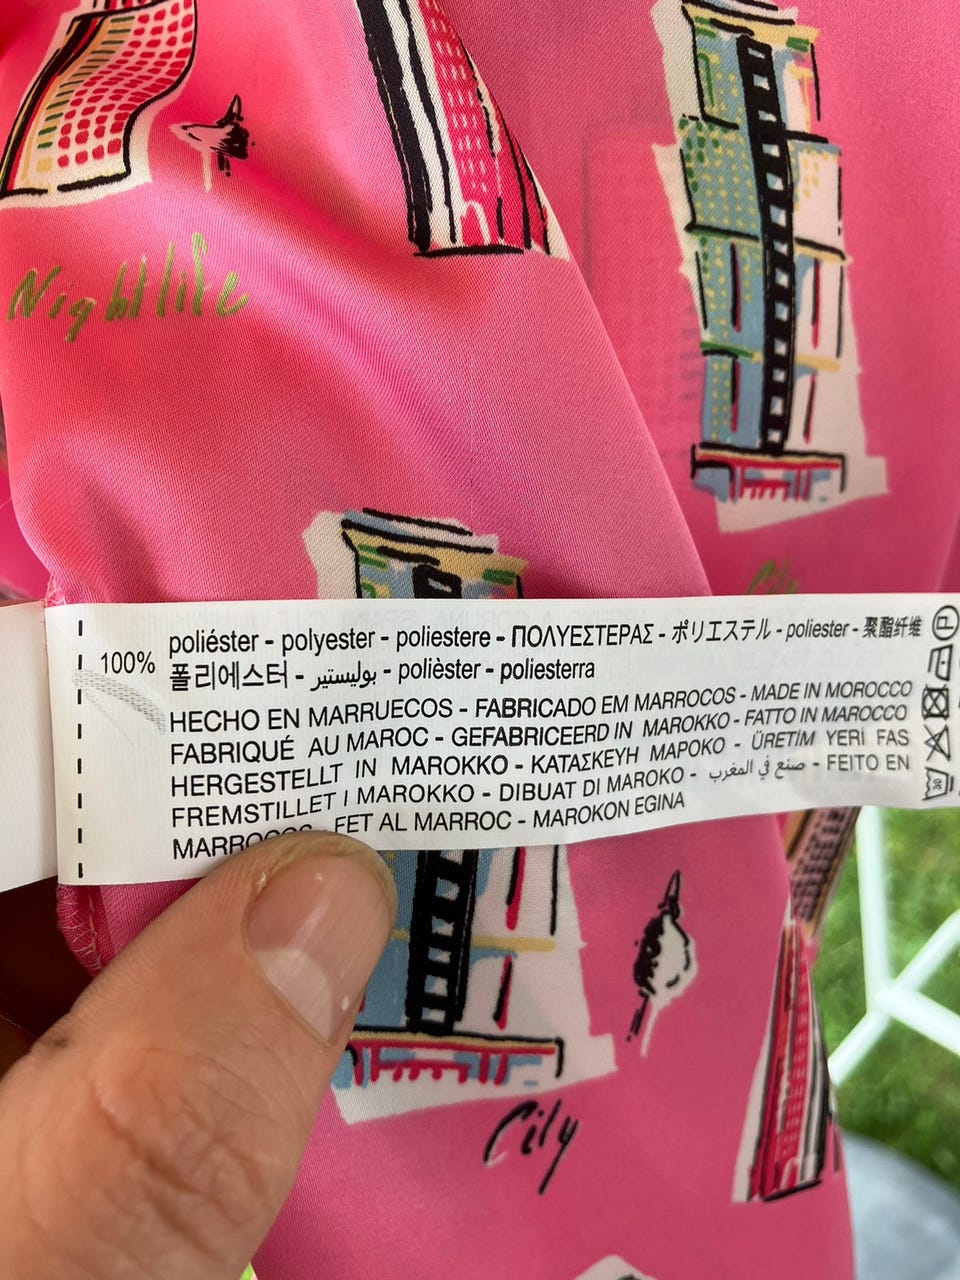 Nightlife
City
100%
poliéster - polyester - poliestere - ΠΟΛΥΕΣΤΕΡΑΣ - ポリエステル - poliester - 聚酯纤维
폴리에스터 - بوليستير - polièster - poliesterra
HECHO EN MARRUECOS - FABRICADO EM MARROCOS - MADE IN MOROCCO
FABRIQUÉ AU MAROC - GEFABRICEERD IN MAROKKO - FATTO IN MAROCCO
HERGESTELLT IN MAROKKO - ΚΑΤΑΣΚΕΥΗ ΜΑΡΟΚΟ - ÜRETİM YERİ FAS
FREMSTILLET I MAROKKO - DIBUAT DI MAROKO - صنع في المغرب - FEITO EN
MARROCOS - FET AL MARROC - MAROKON EGINA
P
City